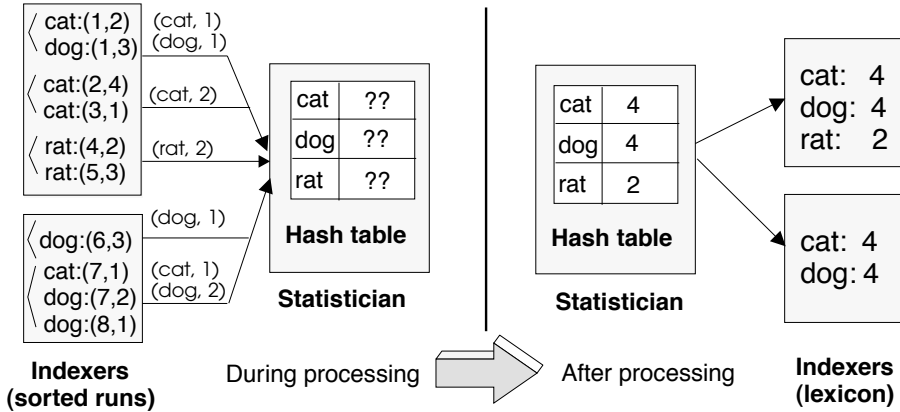 cat:(1,2)
dog:(1,3)
cat:(2,4)
cat:(3,1)
rat:(4,2)
rat:(5,3)
(cat, 1)
(dog, 1)
(cat, 2)
(rat, 2)
dog:(6,3)
cat:(7,1)
dog:(7,2)
dog:(8,1)
(dog, 1)
(cat, 1)
(dog, 2)
Indexers
(sorted runs)
cat ??
dog ??
rat ??
Hash table
Statistician
During processing
cat 4
dog 4
rat 2
Hash table
Statistician
After processing
cat: 4
dog: 4
rat: 2
cat: 4
dog: 4
Indexers
(lexicon)